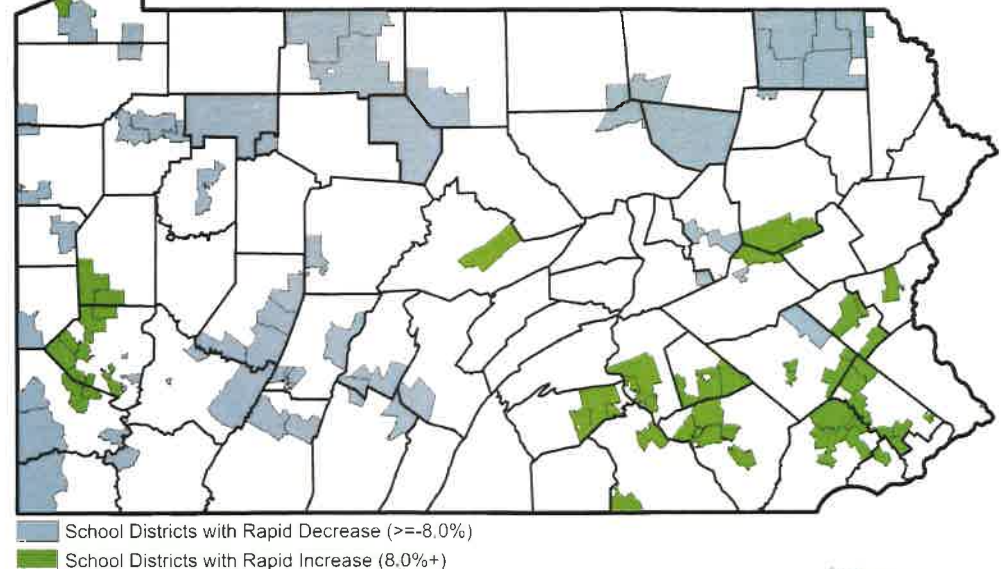 School Districts with Rapid Decrease (>=-8.0%)
School Districts with Rapid Increase (8.0%+)